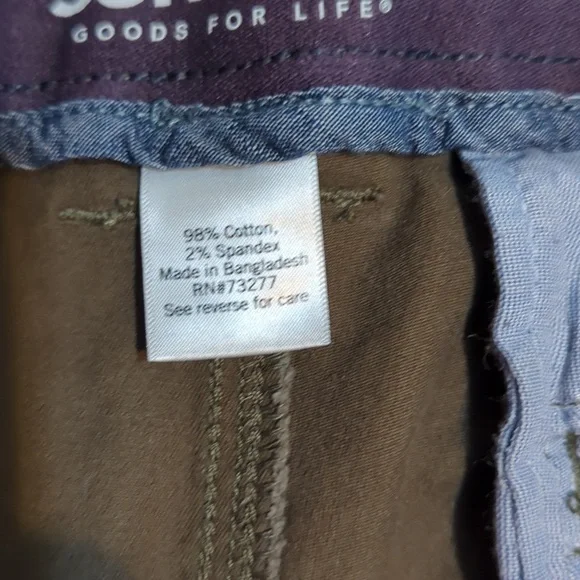 GOODS FOR LIFE®
98% Cotton,
2% Spandex
Made in Bangladesh
RN#73277
See reverse for care